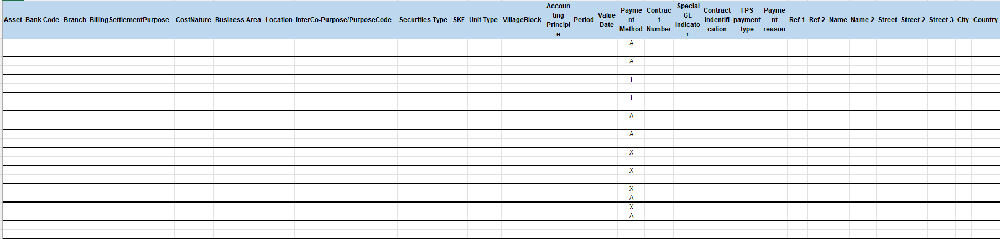 Asset Bank Code Branch BillingSettlementPurpose CostNature Business Area Location InterCo-Purpose/PurposeCode Securities Type SKF Unit Type VillageBlock Accounting Principle Period Value Date Payment Method Contract Number Special GL Indicator Contract indentification FPS payment type Payment reason Ref 1 Ref 2 Name Name 2 Street Street 2 Street 3 City Country
A
A
T
T
A
A
X
X
X
A
X
A